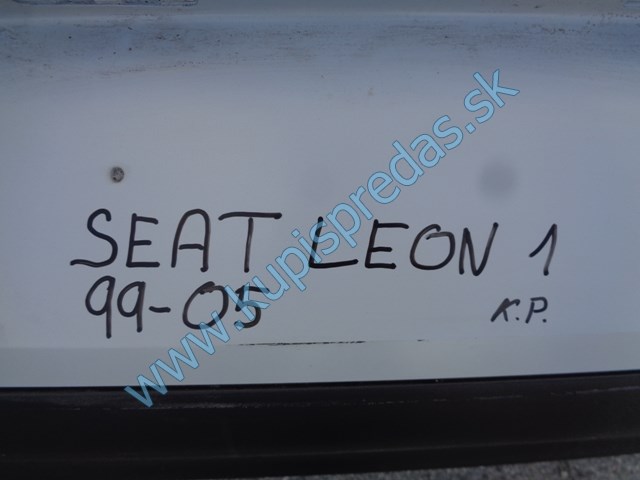 SEAT LEON 1
99-05 K.P.
www.kupispredas.sk